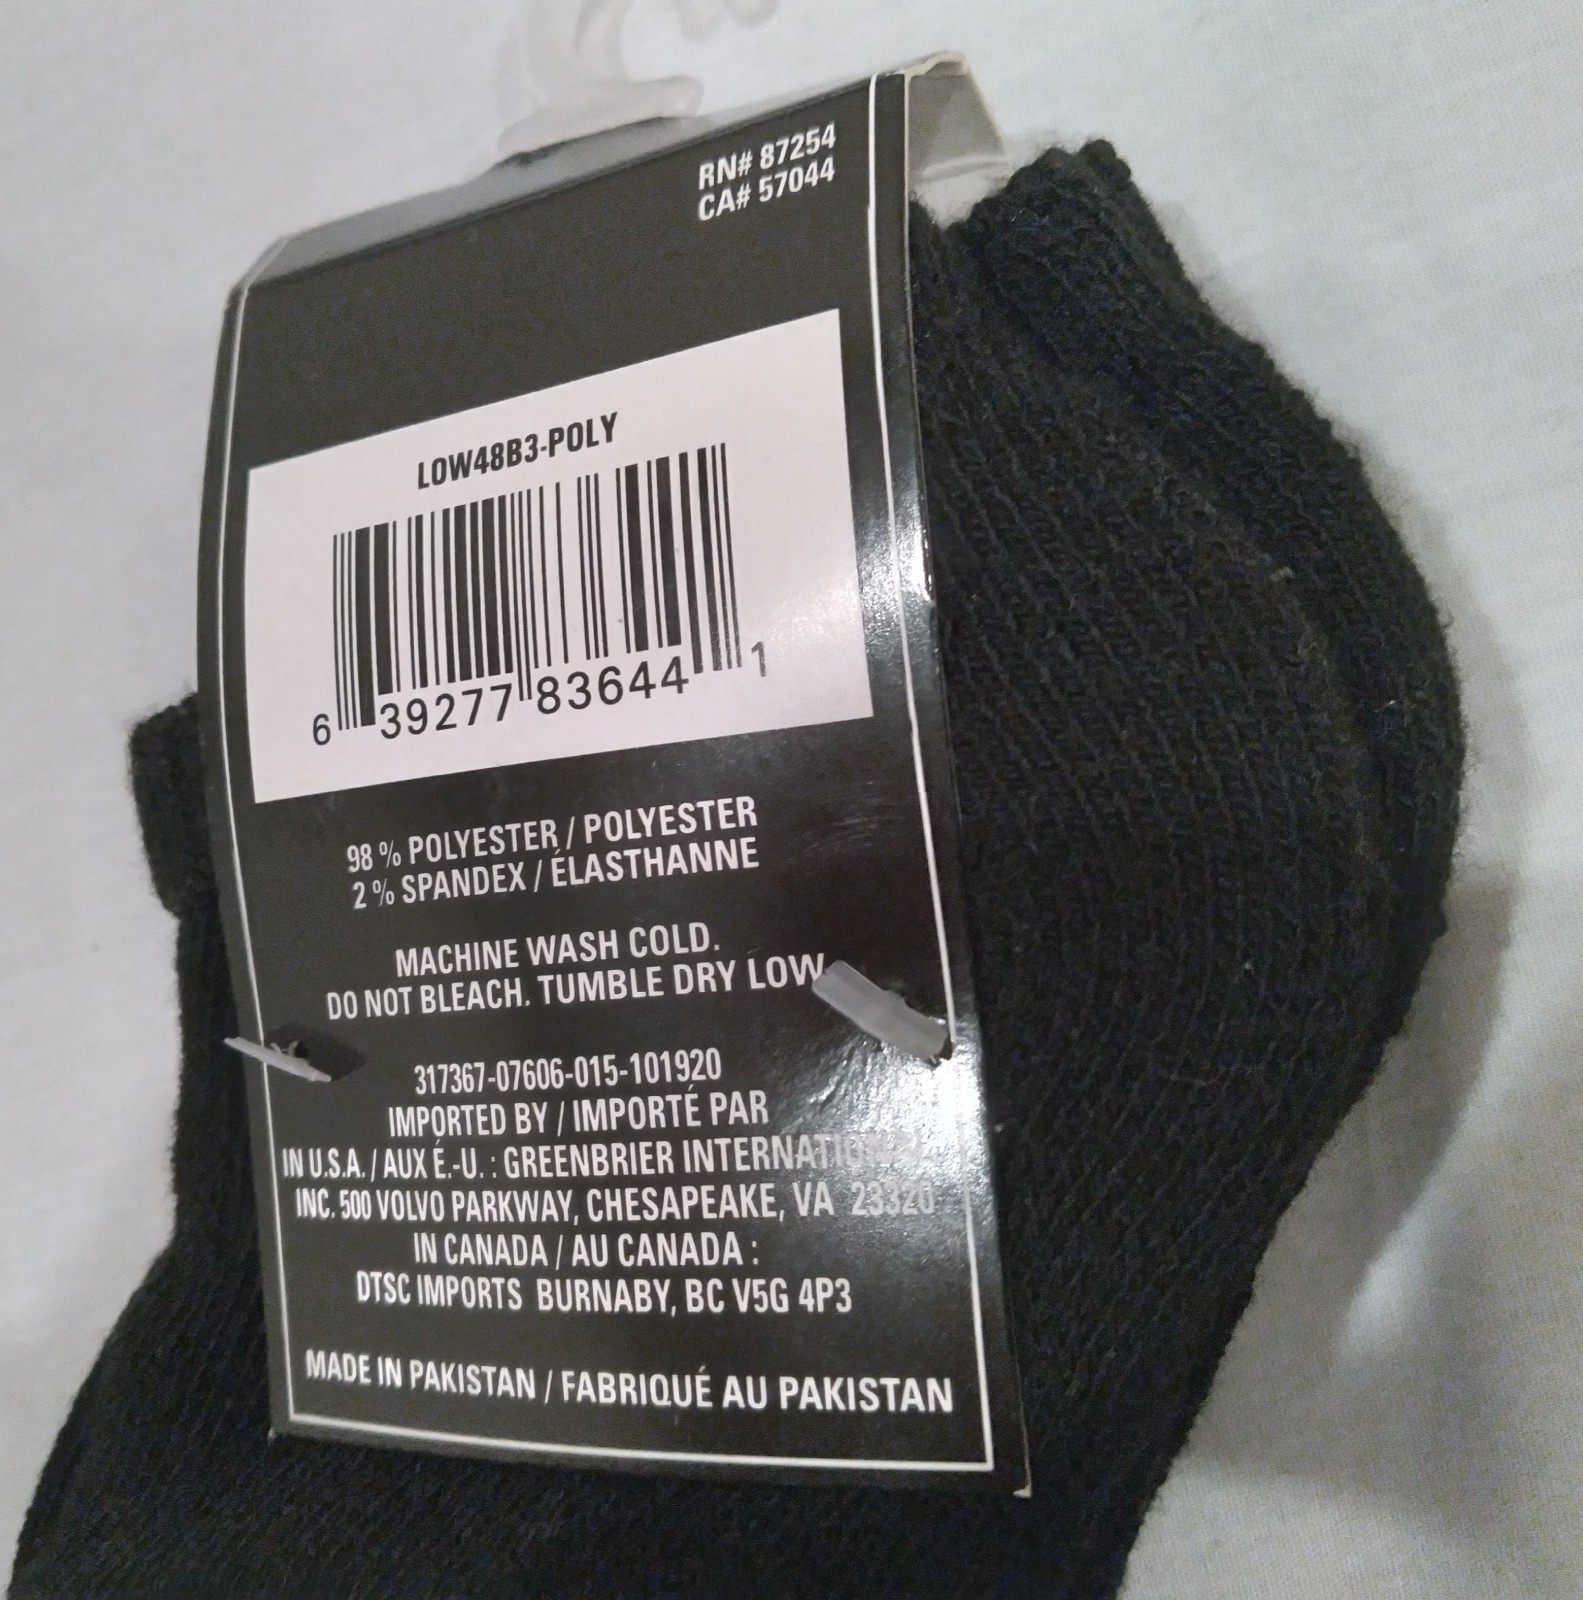 RN# 87254
CA# 57044
LOW48B3-POLY
6 39277 83644 1
98 % POLYESTER / POLYESTER
2 % SPANDEX / ÉLASTHANNE
MACHINE WASH COLD.
DO NOT BLEACH. TUMBLE DRY LOW
317367-07606-015-101920
IMPORTED BY / IMPORTÉ PAR
IN U.S.A. / AUX É.-U. : GREENBRIER INTERNATIONAL
INC. 500 VOLVO PARKWAY, CHESAPEAKE, VA 23320
IN CANADA / AU CANADA :
DTSC IMPORTS BURNABY, BC V5G 4P3
MADE IN PAKISTAN / FABRIQUÉ AU PAKISTAN